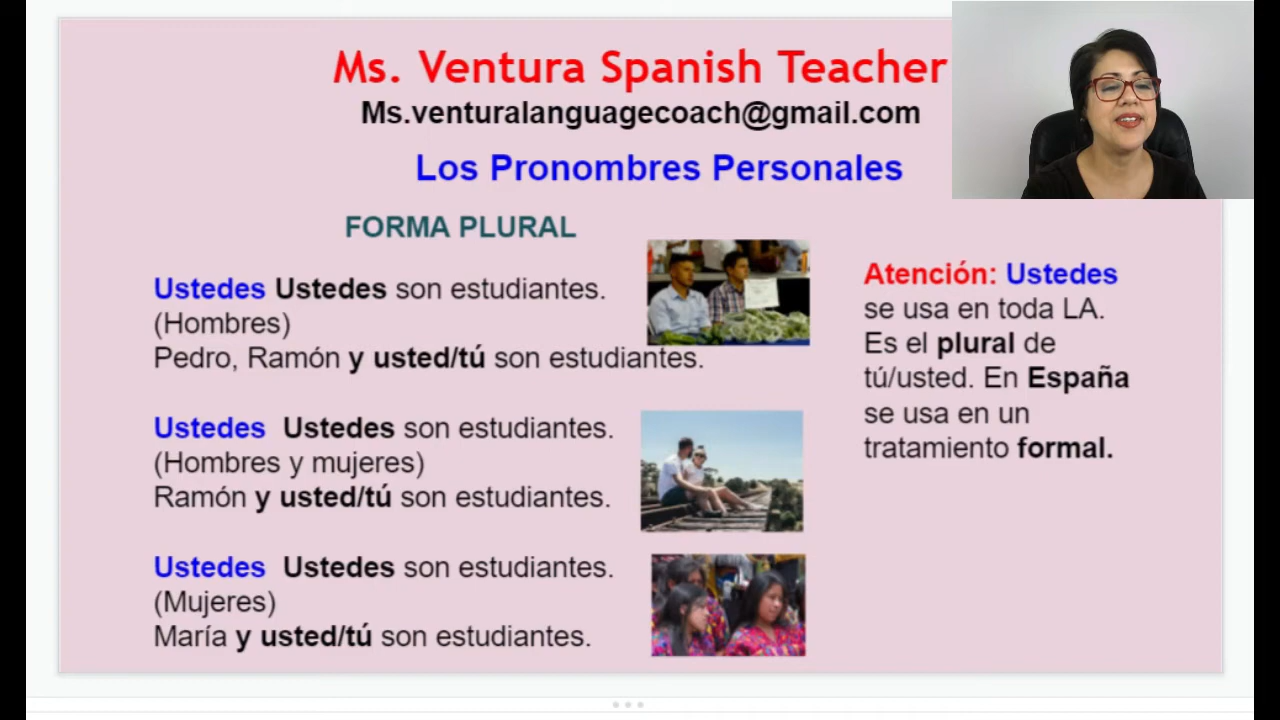 Ms. Ventura Spanish Teacher
Ms.venturalanguagecoach@gmail.com
Los Pronombres Personales
FORMA PLURAL
Ustedes Ustedes son estudiantes.
(Hombres)
Pedro, Ramón y usted/tú son estudiantes.
Ustedes Ustedes son estudiantes.
(Hombres y mujeres)
Ramón y usted/tú son estudiantes.
Ustedes Ustedes son estudiantes.
(Mujeres)
María y usted/tú son estudiantes.
Atención: Ustedes
se usa en toda LA.
Es el plural de
tú/usted. En España
se usa en un
tratamiento formal.